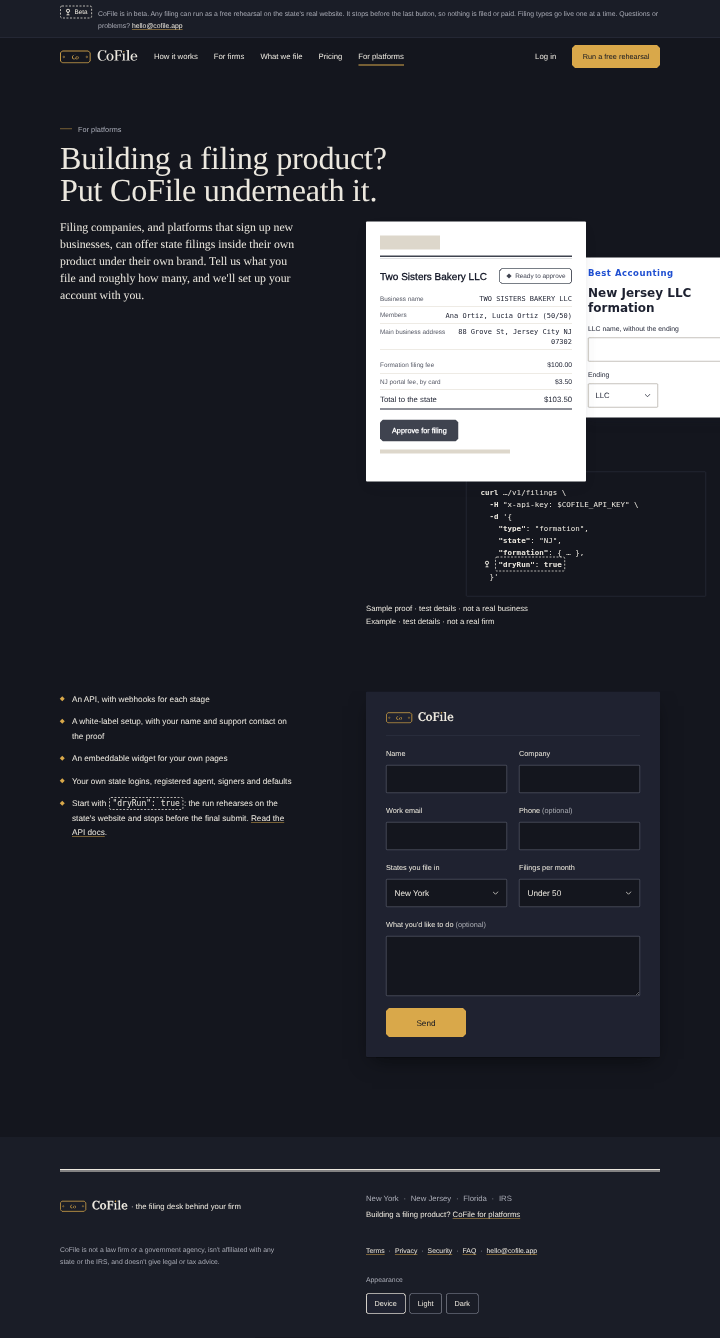 Beta
CoFile is in beta. Any filing can run as a free rehearsal on the state's real website. It stops before the last button, so nothing is filed or paid. Filing types go live one at a time. Questions or
problems? hello@cofile.app
Co CoFile How it works For firms What we file Pricing For platforms Log in Run a free rehearsal
For platforms
Building a filing product?
Put CoFile underneath it.
Filing companies, and platforms that sign up new
businesses, can offer state filings inside their own
product under their own brand. Tell us what you
file and roughly how many, and we'll set up your
account with you.
Two Sisters Bakery LLC Ready to approve
Business name TWO SISTERS BAKERY LLC
Members Ana Ortiz, Lucia Ortiz (50/50)
Main business address 88 Grove St, Jersey City NJ
07302
Formation filing fee $100.00
NJ portal fee, by card $3.50
Total to the state $103.50
Approve for filing
Best Accounting
New Jersey LLC
formation
LLC name, without the ending
Ending
LLC
curl …/v1/filings \
-H "x-api-key: $COFILE_API_KEY" \
-d '{
"type": "formation",
"state": "NJ",
"formation": { … },
"dryRun": true
}'
Sample proof · test details · not a real business
Example · test details · not a real firm
An API, with webhooks for each stage
A white-label setup, with your name and support contact on
the proof
An embeddable widget for your own pages
Your own state logins, registered agent, signers and defaults
Start with "dryRun": true: the run rehearses on the
state's website and stops before the final submit. Read the
API docs.
Co CoFile
Name Company
Work email Phone (optional)
States you file in Filings per month
New York Under 50
What you'd like to do (optional)
Send
Co CoFile · the filing desk behind your firm
CoFile is not a law firm or a government agency, isn't affiliated with any
state or the IRS, and doesn't give legal or tax advice.
New York · New Jersey · Florida · IRS
Building a filing product? CoFile for platforms
Terms · Privacy · Security · FAQ · hello@cofile.app
Appearance
Device Light Dark